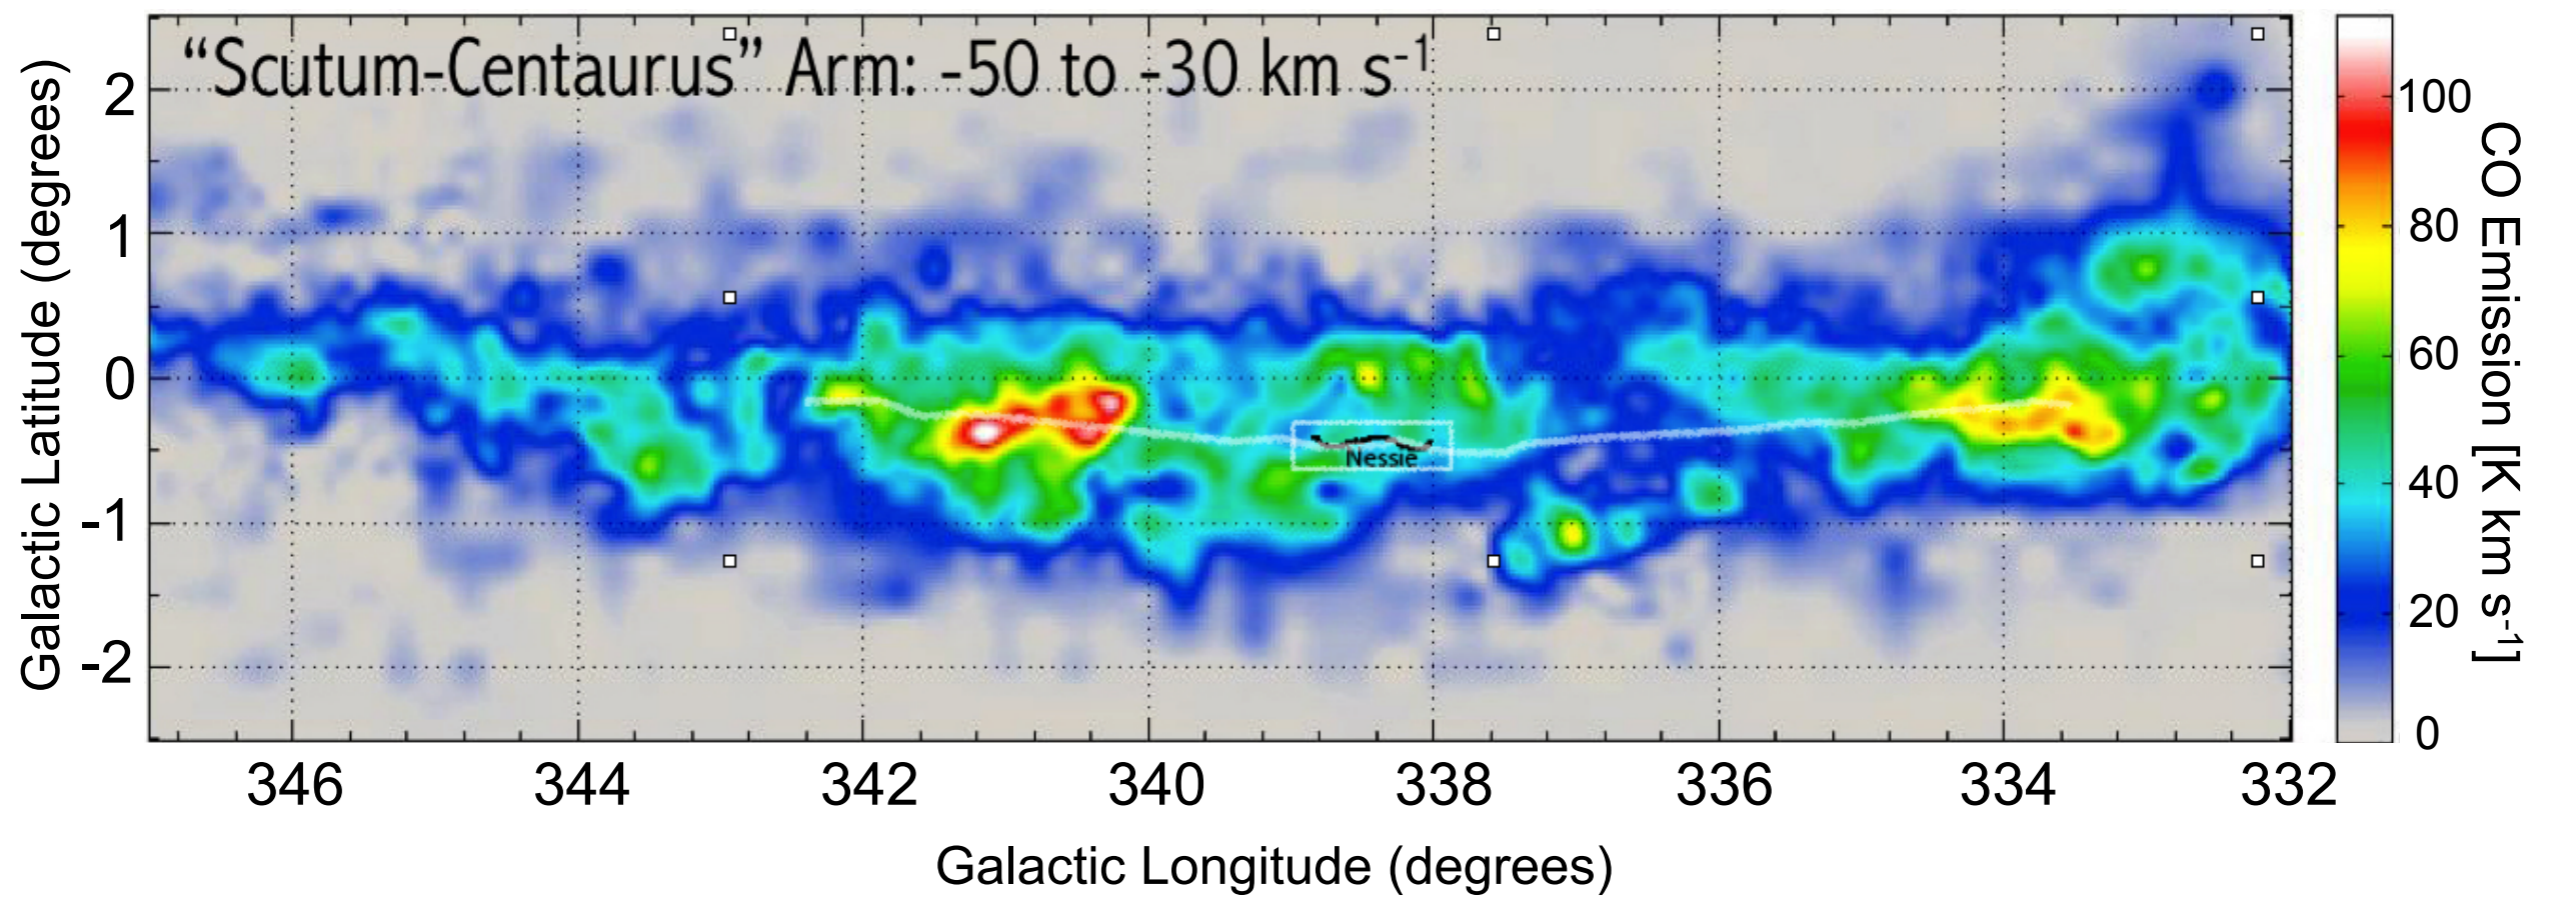 “Scutum-Centaurus” Arm: -50 to -30 km s-1
Galactic Latitude (degrees)
2
1
0
-1
-2
Nessie
346 344 342 340 338 336 334 332
Galactic Longitude (degrees)
100
80
60
40
20
0
CO Emission [K km s-1]